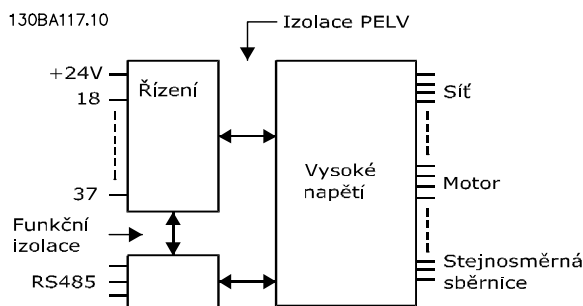 130BA117.10
Izolace PELV
+24V
18
37
Řízení
Vysoké
napětí
Síť
Motor
Stejnosměrná
sběrnice
Funkční
izolace
RS485